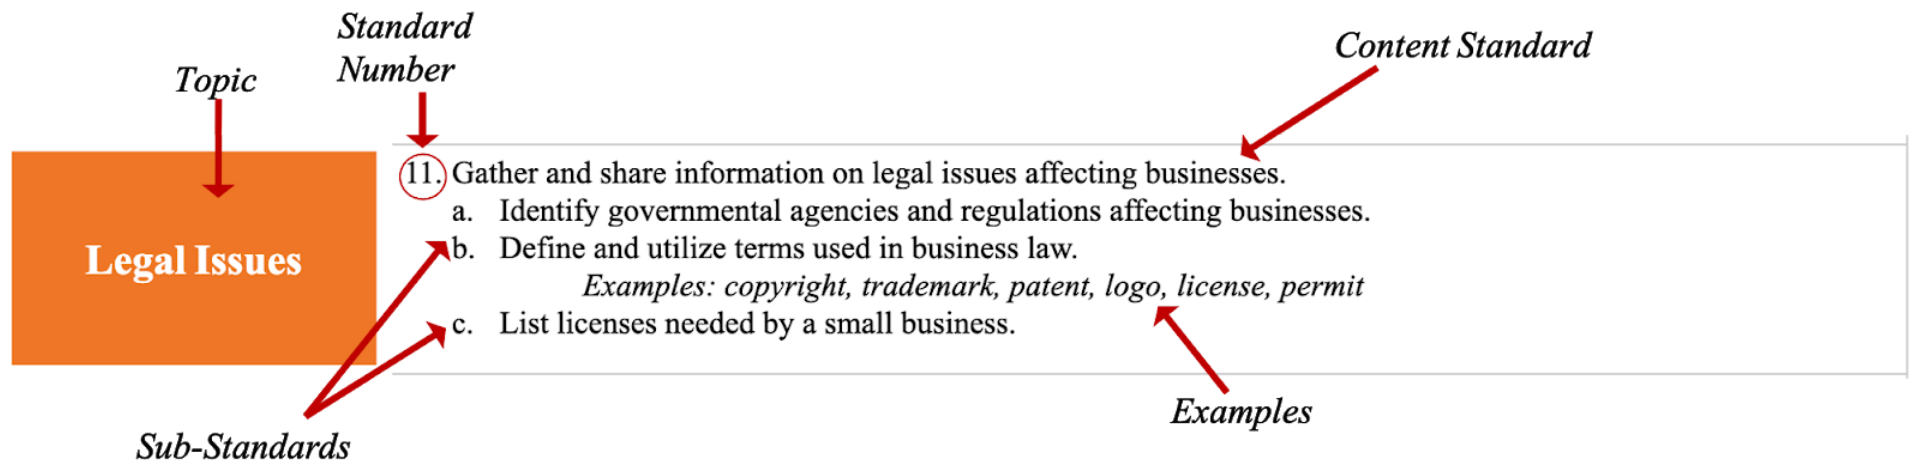 Standard
Number
Content Standard
Topic
Legal Issues
11. Gather and share information on legal issues affecting businesses.
a. Identify governmental agencies and regulations affecting businesses.
b. Define and utilize terms used in business law.
Examples: copyright, trademark, patent, logo, license, permit
c. List licenses needed by a small business.
Examples
Sub-Standards